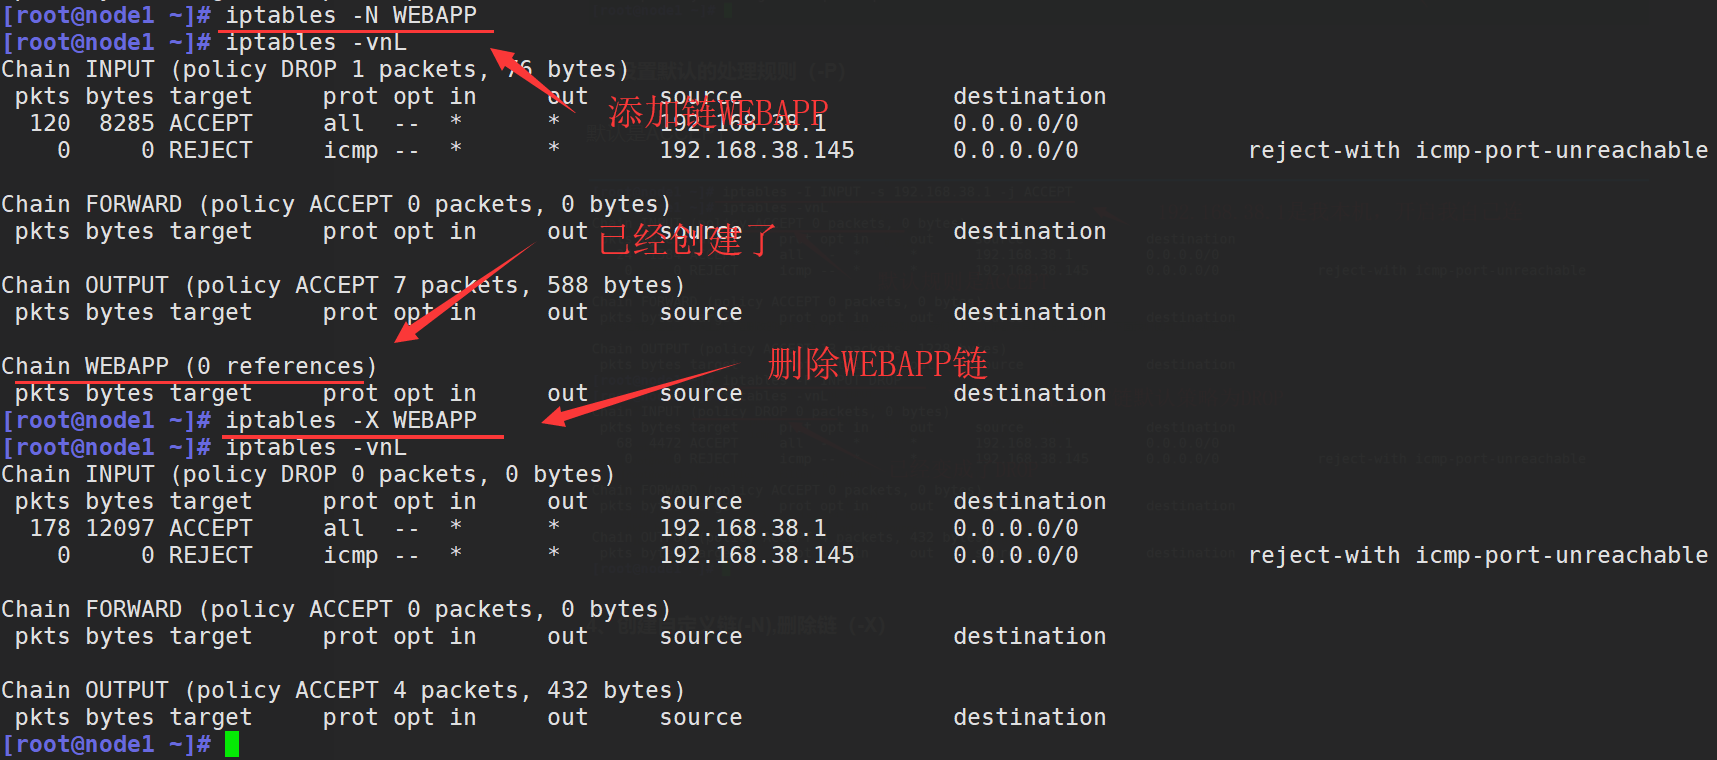 [root@node1 ~]# iptables -N WEBAPP
[root@node1 ~]# iptables -vnL
Chain INPUT (policy DROP 1 packets, 76 bytes)
 pkts bytes target     prot opt in     out     source               destination
  120  8285 ACCEPT     all  --  *      *       192.168.38.1         0.0.0.0/0
    0     0 REJECT     icmp --  *      *       192.168.38.145       0.0.0.0/0            reject-with icmp-port-unreachable
添加链WEBAPP
Chain FORWARD (policy ACCEPT 0 packets, 0 bytes)
 pkts bytes target     prot opt in     out     source               destination
已经创建了
Chain OUTPUT (policy ACCEPT 7 packets, 588 bytes)
 pkts bytes target     prot opt in     out     source               destination
Chain WEBAPP (0 references)
 pkts bytes target     prot opt in     out     source               destination
删除WEBAPP链
[root@node1 ~]# iptables -X WEBAPP
[root@node1 ~]# iptables -vnL
Chain INPUT (policy DROP 0 packets, 0 bytes)
 pkts bytes target     prot opt in     out     source               destination
  178 12097 ACCEPT     all  --  *      *       192.168.38.1         0.0.0.0/0
    0     0 REJECT     icmp --  *      *       192.168.38.145       0.0.0.0/0            reject-with icmp-port-unreachable
Chain FORWARD (policy ACCEPT 0 packets, 0 bytes)
 pkts bytes target     prot opt in     out     source               destination
Chain OUTPUT (policy ACCEPT 4 packets, 432 bytes)
 pkts bytes target     prot opt in     out     source               destination
[root@node1 ~]#